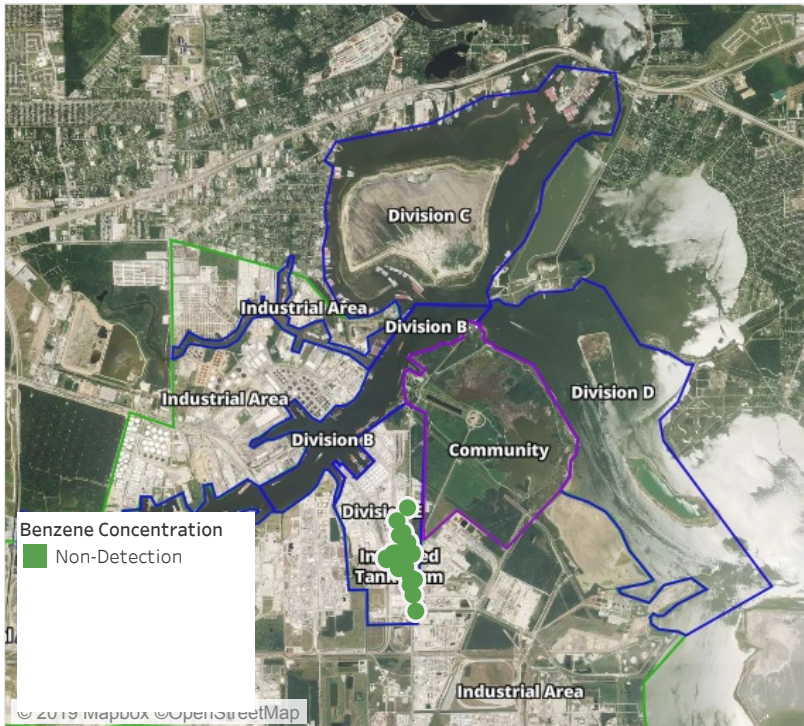 Division C
Industrial Area
Division B
Industrial Area
Division D
Division B
Community
Benzene Concentration
Non-Detection
Industrial Area
© 2019 Mapbox ©OpenStreetMap